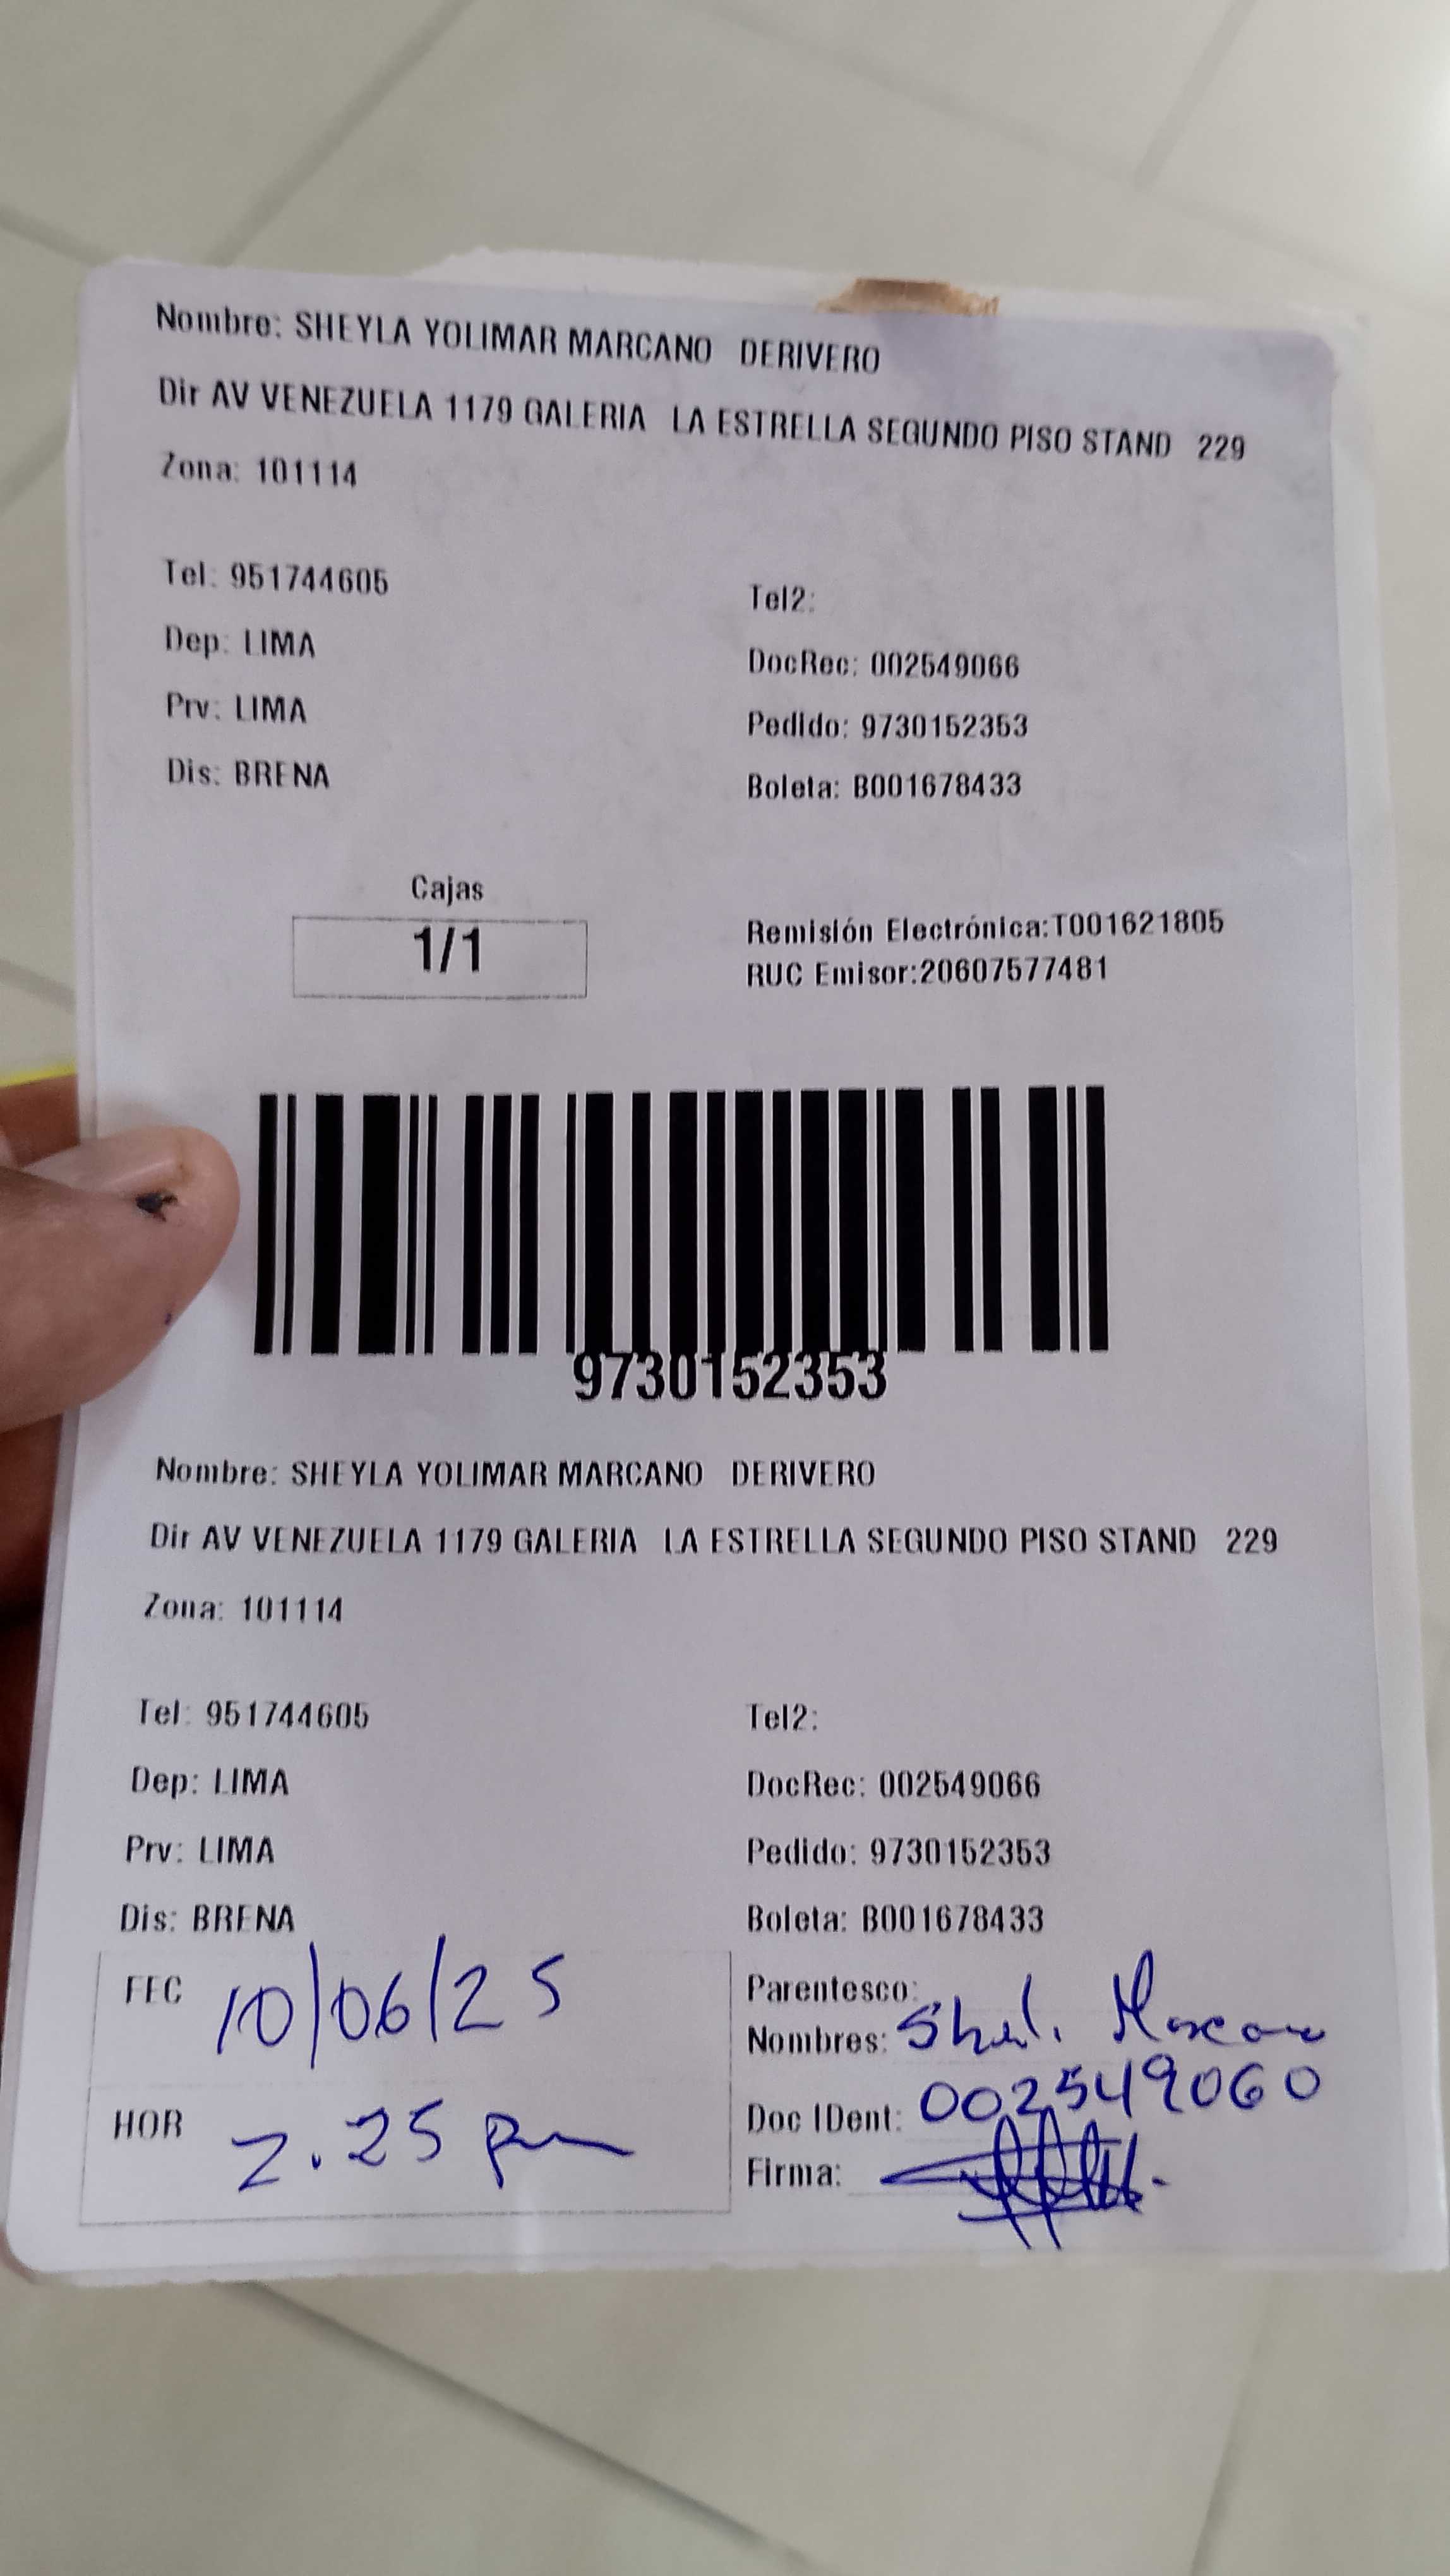 Nombre: SHEYLA YOLIMAR MARCANO DERIVERO
Dir AV VENEZUELA 1179 GALERIA LA ESTRELLA SEGUNDO PISO STAND 229
Zona: 101114
Tel: 951744605
Tel2:
Dep: LIMA
DocRec: 002549066
Prv: LIMA
Pedido: 9730152353
Dis: BRENA
Boleta: B001678433
Cajas
1/1
Remisión Electrónica:T001621805
RUC Emisor:20607577481
9730152353
Nombre: SHEYLA YOLIMAR MARCANO DERIVERO
Dir AV VENEZUELA 1179 GALERIA LA ESTRELLA SEGUNDO PISO STAND 229
Zona: 101114
Tel: 951744605
Tel2:
Dep: LIMA
DocRec: 002549066
Prv: LIMA
Pedido: 9730152353
Dis: BRENA
Boleta: B001678433
FEC 10/06/25
Parentesco:
Nombres:
HOR 2.25 pm
Doc IDent: 002549060
Firma: